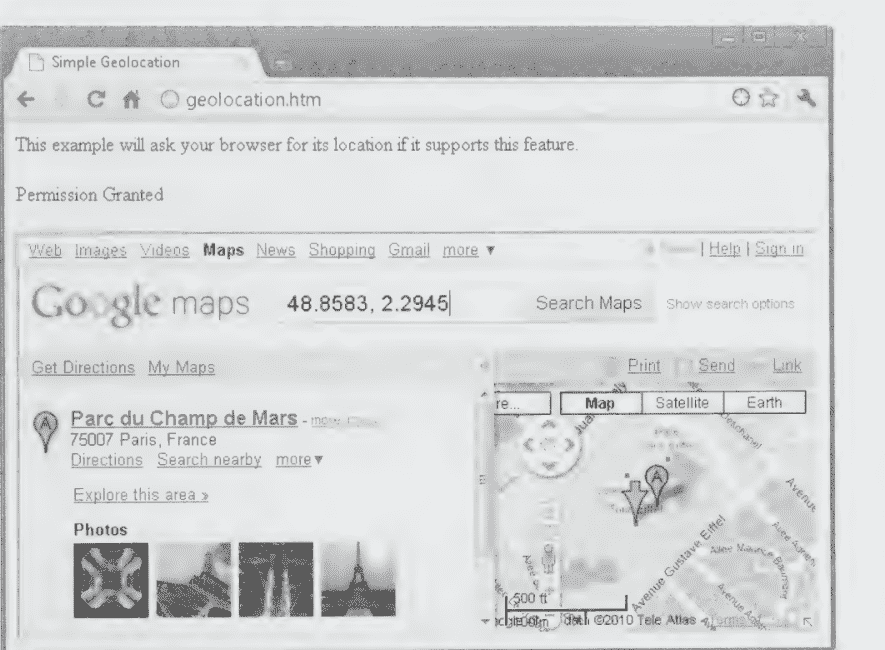 Simple Geolocation
geolocation.htm
This example will ask your browser for its location if it supports this feature.
Permission Granted
Web Images Videos Maps News Shopping Gmail more ▼ | Help | Sign in
Google maps 48.8583, 2.2945 Search Maps Show search options
Get Directions My Maps Print Send Link
re... Map Satellite Earth
A Parc du Champ de Mars -
75007 Paris, France
Directions Search nearby more ▼
Explore this area »
Photos
A
Avenue
Avenue Gustave Eiffel
500 ft
©2010 Tele Atlas